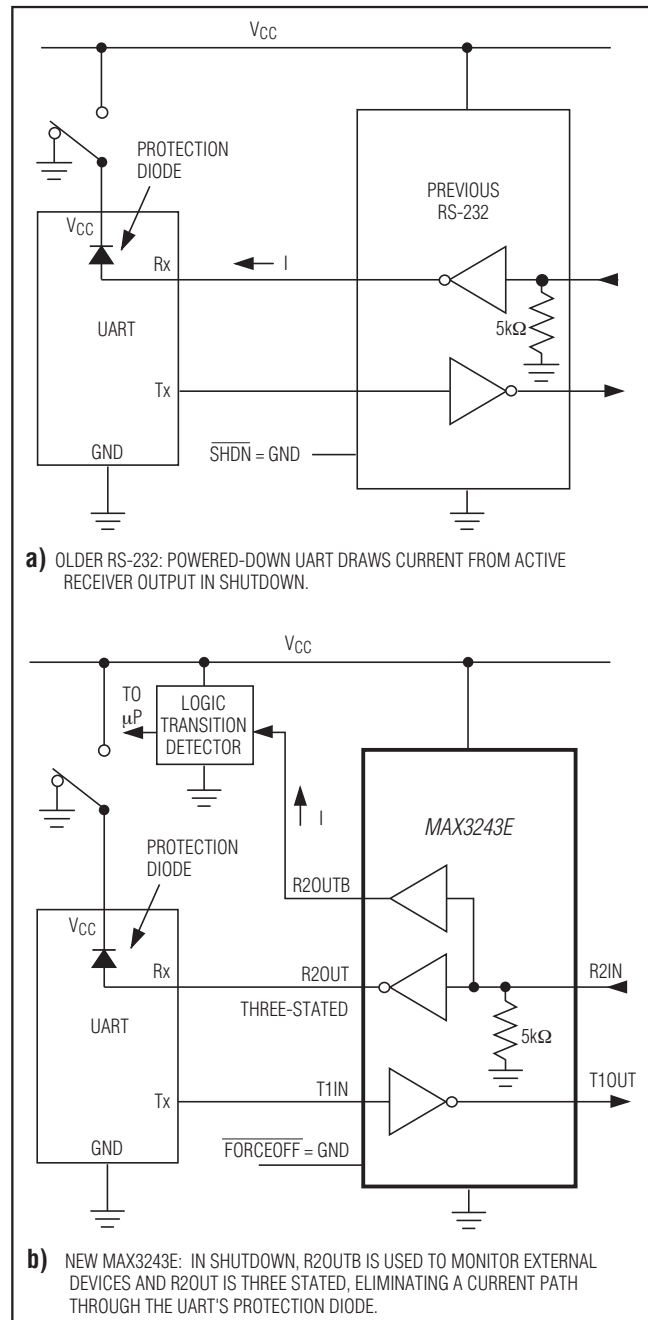 VCC
PROTECTION
DIODE
VCC
PREVIOUS
RS-232
Rx
I
UART
5kΩ
Tx
GND
SHDN = GND
a) OLDER RS-232: POWERED-DOWN UART DRAWS CURRENT FROM ACTIVE
RECEIVER OUTPUT IN SHUTDOWN.
VCC
TO
μP
LOGIC
TRANSITION
DETECTOR
I
MAX3243E
PROTECTION
DIODE
R2OUTB
VCC
Rx
R2OUT
R2IN
THREE-STATED
UART
5kΩ
Tx
T1IN
T1OUT
GND
FORCEOFF = GND
b) NEW MAX3243E: IN SHUTDOWN, R2OUTB IS USED TO MONITOR EXTERNAL
DEVICES AND R2OUT IS THREE STATED, ELIMINATING A CURRENT PATH
THROUGH THE UART'S PROTECTION DIODE.